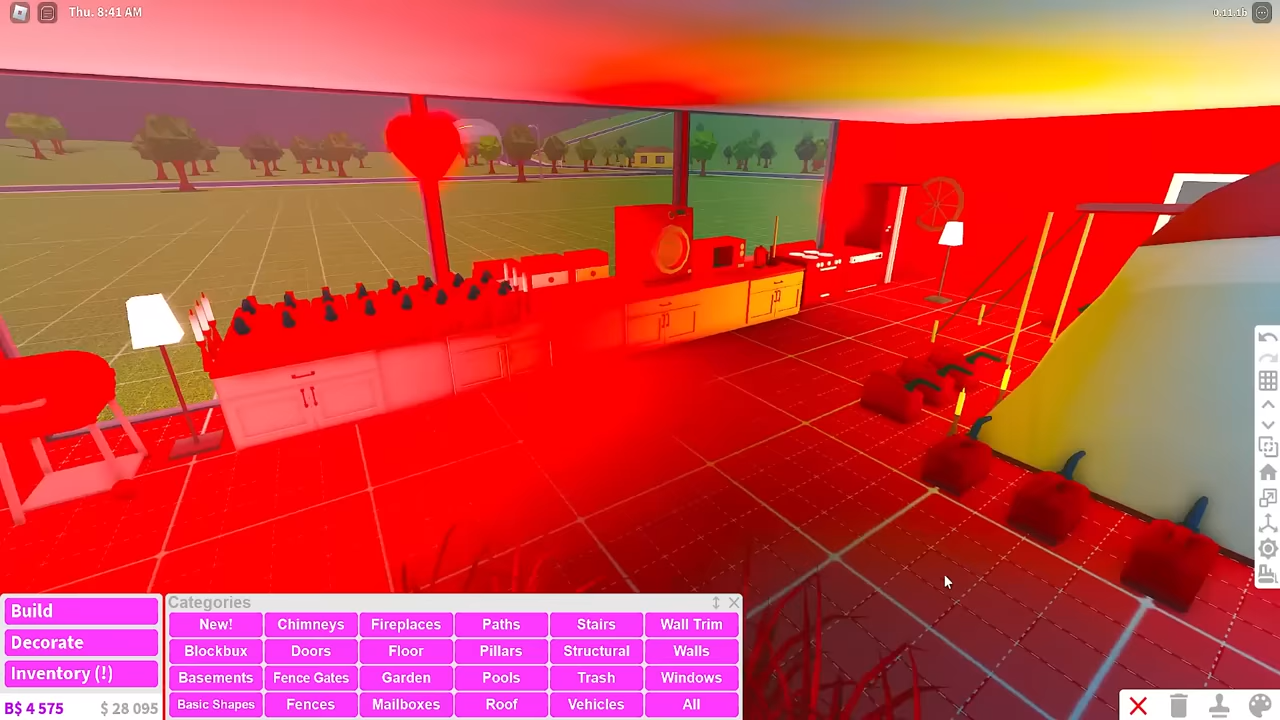 Thu. 8:41 AM
0.11.1b
Build
Decorate
Inventory (!)
B$ 4 575 $ 28 095
Categories
New! Chimneys Fireplaces Paths Stairs Wall Trim
Blockbux Doors Floor Pillars Structural Walls
Basements Fence Gates Garden Pools Trash Windows
Basic Shapes Fences Mailboxes Roof Vehicles All